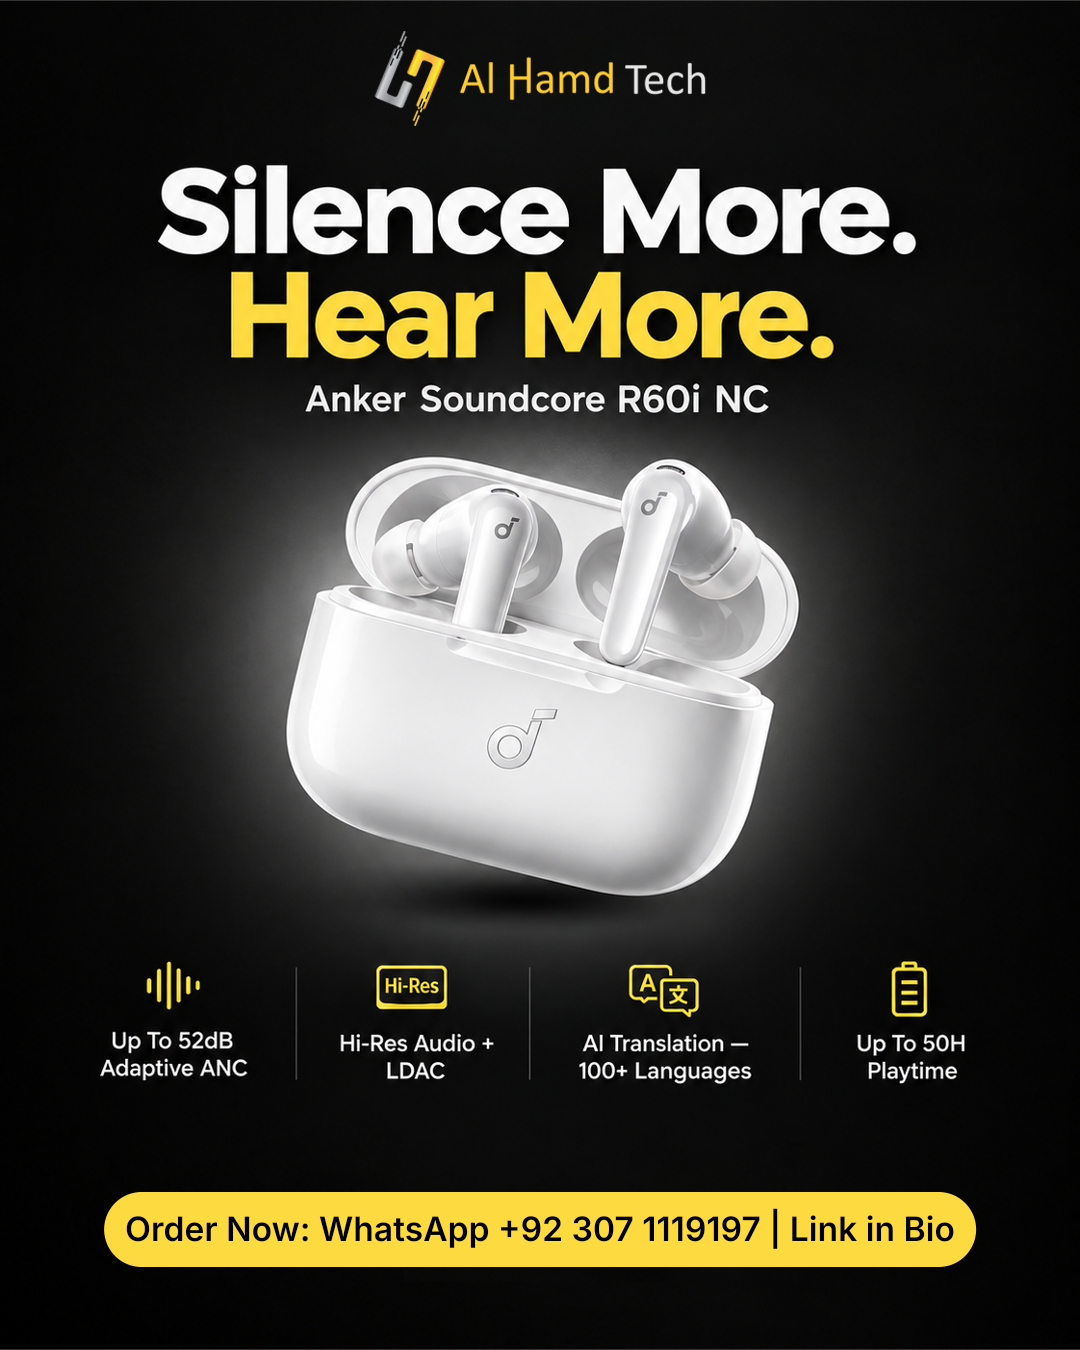 Al Hamd Tech
Silence More.
Hear More.
Anker Soundcore R60i NC
Hi-Res
A 文
Up To 52dB
Adaptive ANC
Hi-Res Audio +
LDAC
AI Translation —
100+ Languages
Up To 50H
Playtime
Order Now: WhatsApp +92 307 1119197 | Link in Bio